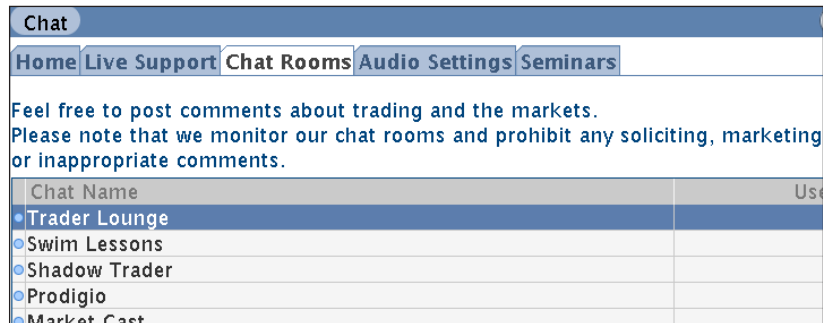 Chat
Home Live Support Chat Rooms Audio Settings Seminars
Feel free to post comments about trading and the markets.
Please note that we monitor our chat rooms and prohibit any soliciting, marketing
or inappropriate comments.
Chat Name
Trader Lounge
Swim Lessons
Shadow Trader
Prodigio
Market Cast